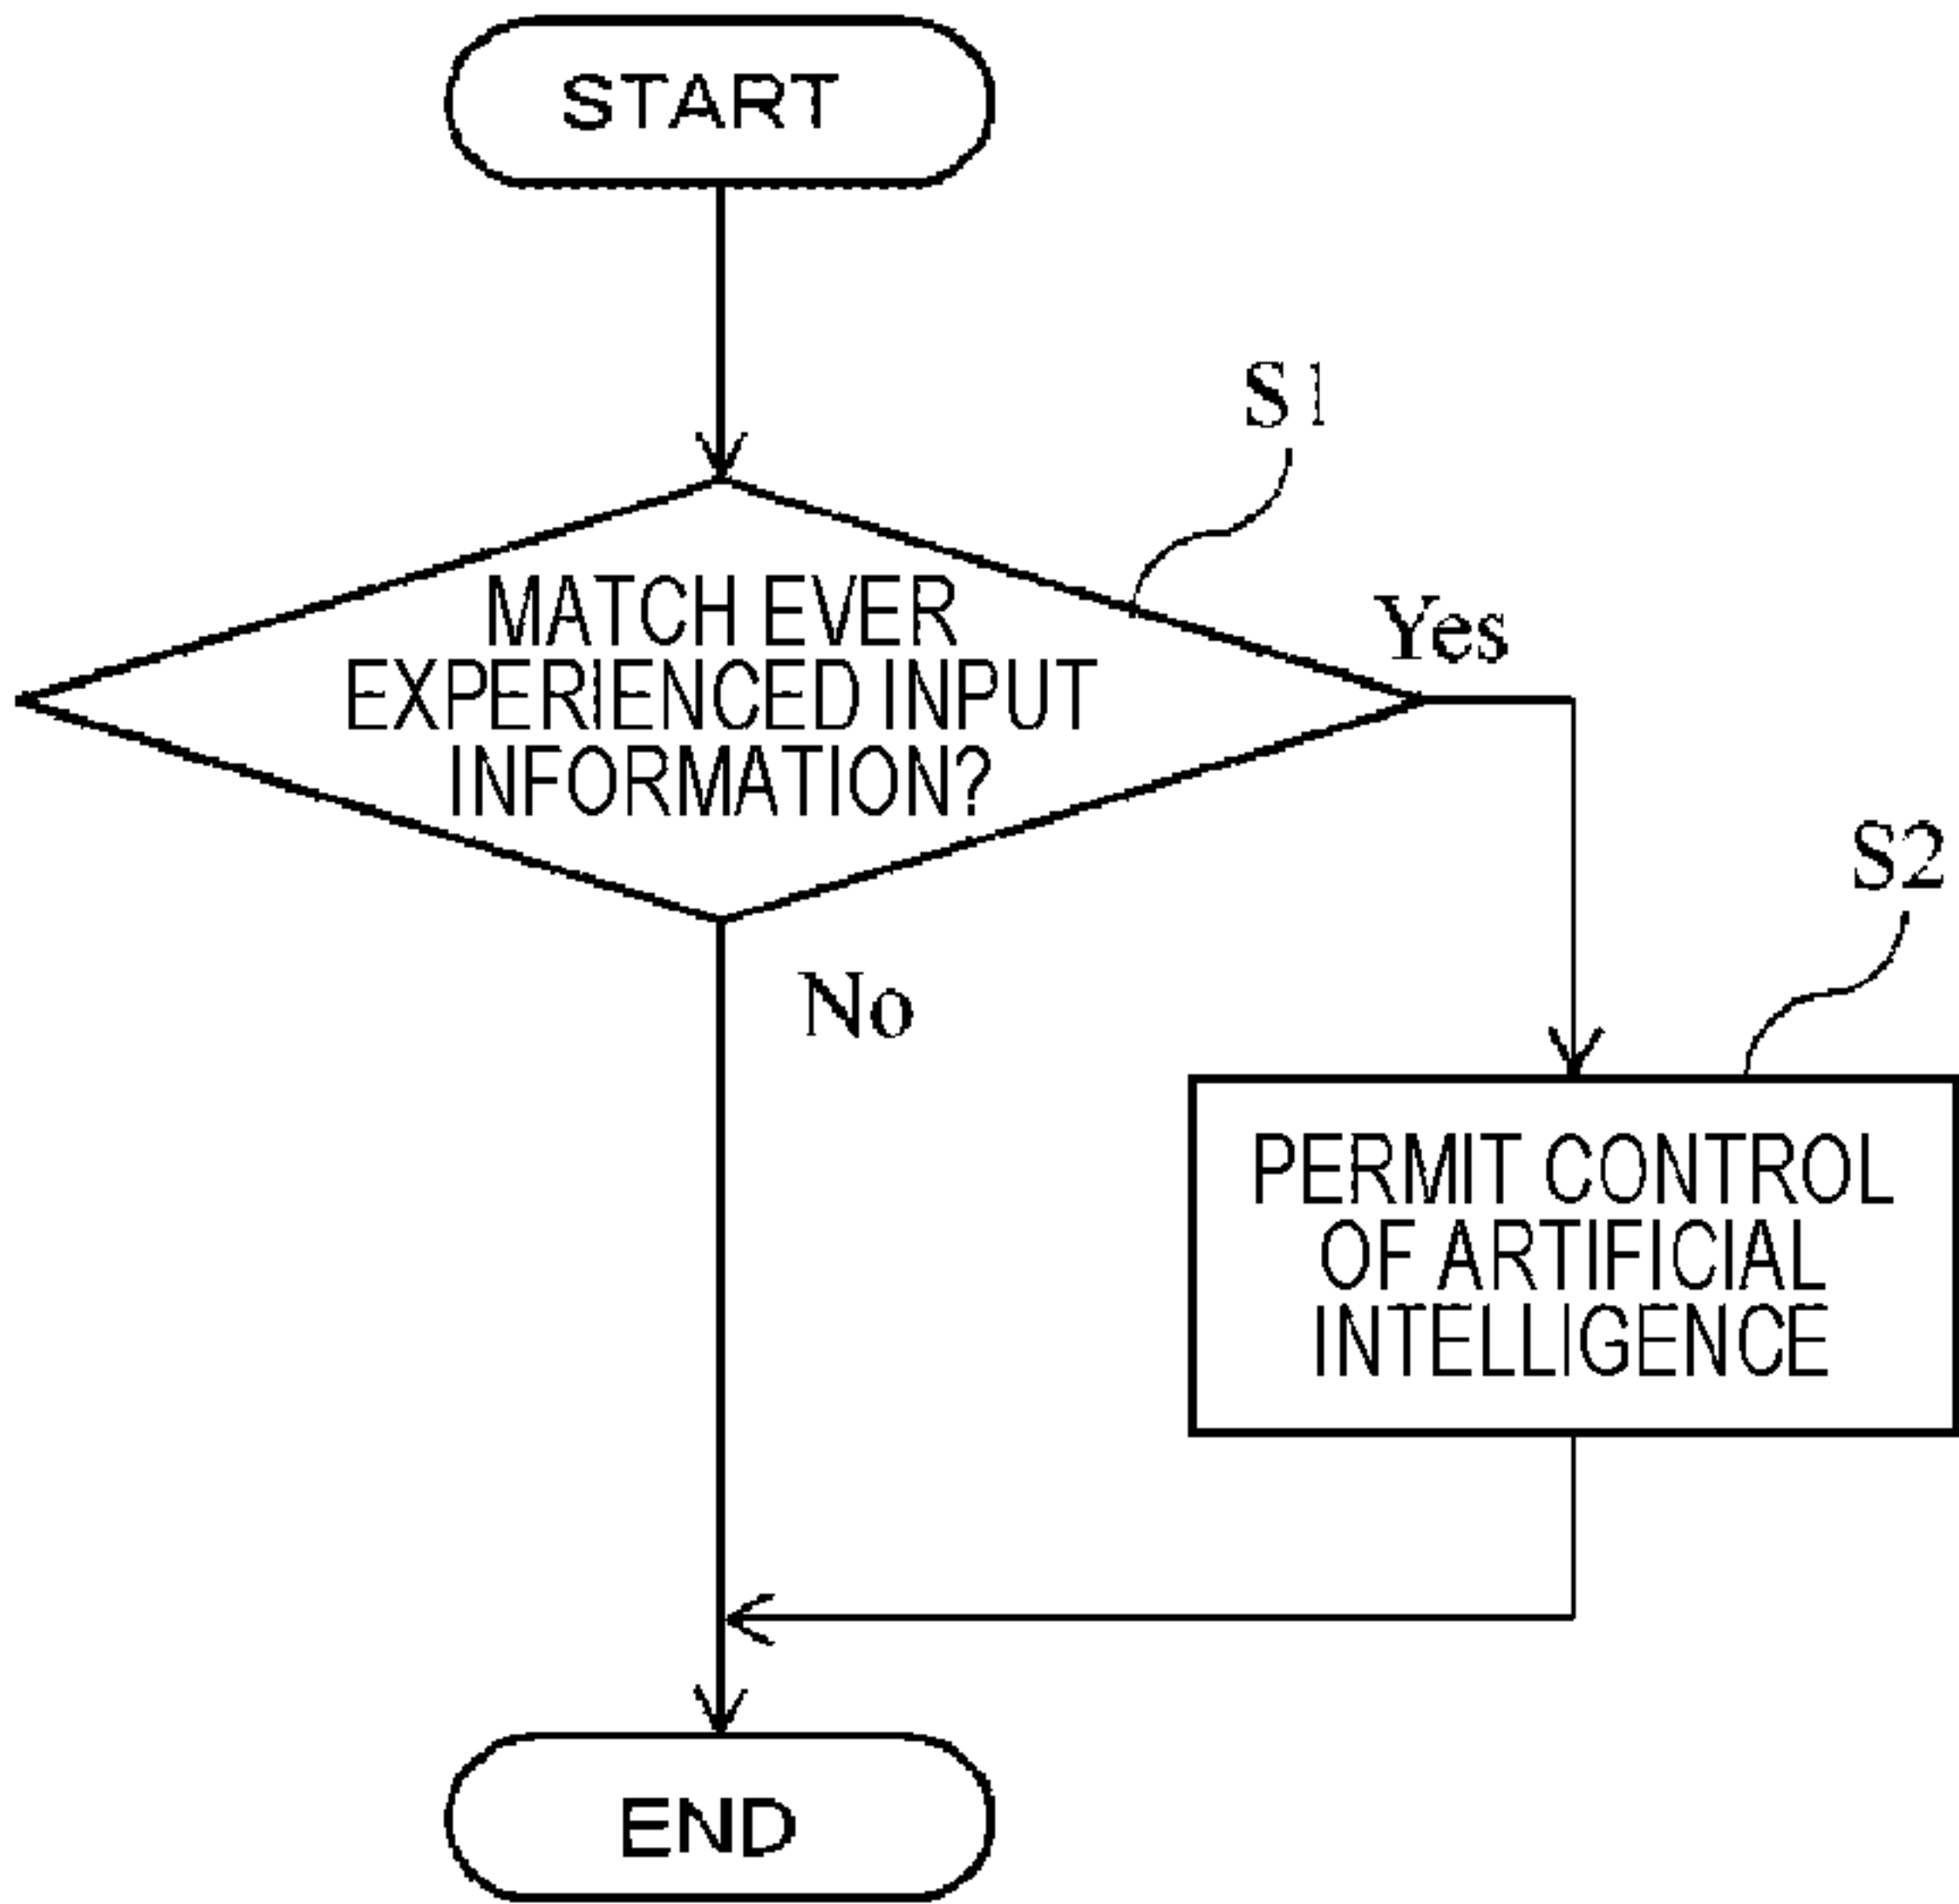 START
S1
MATCH EVER
EXPERIENCED INPUT
INFORMATION?
Yes
No
S2
PERMIT CONTROL
OF ARTIFICIAL
INTELLIGENCE
END